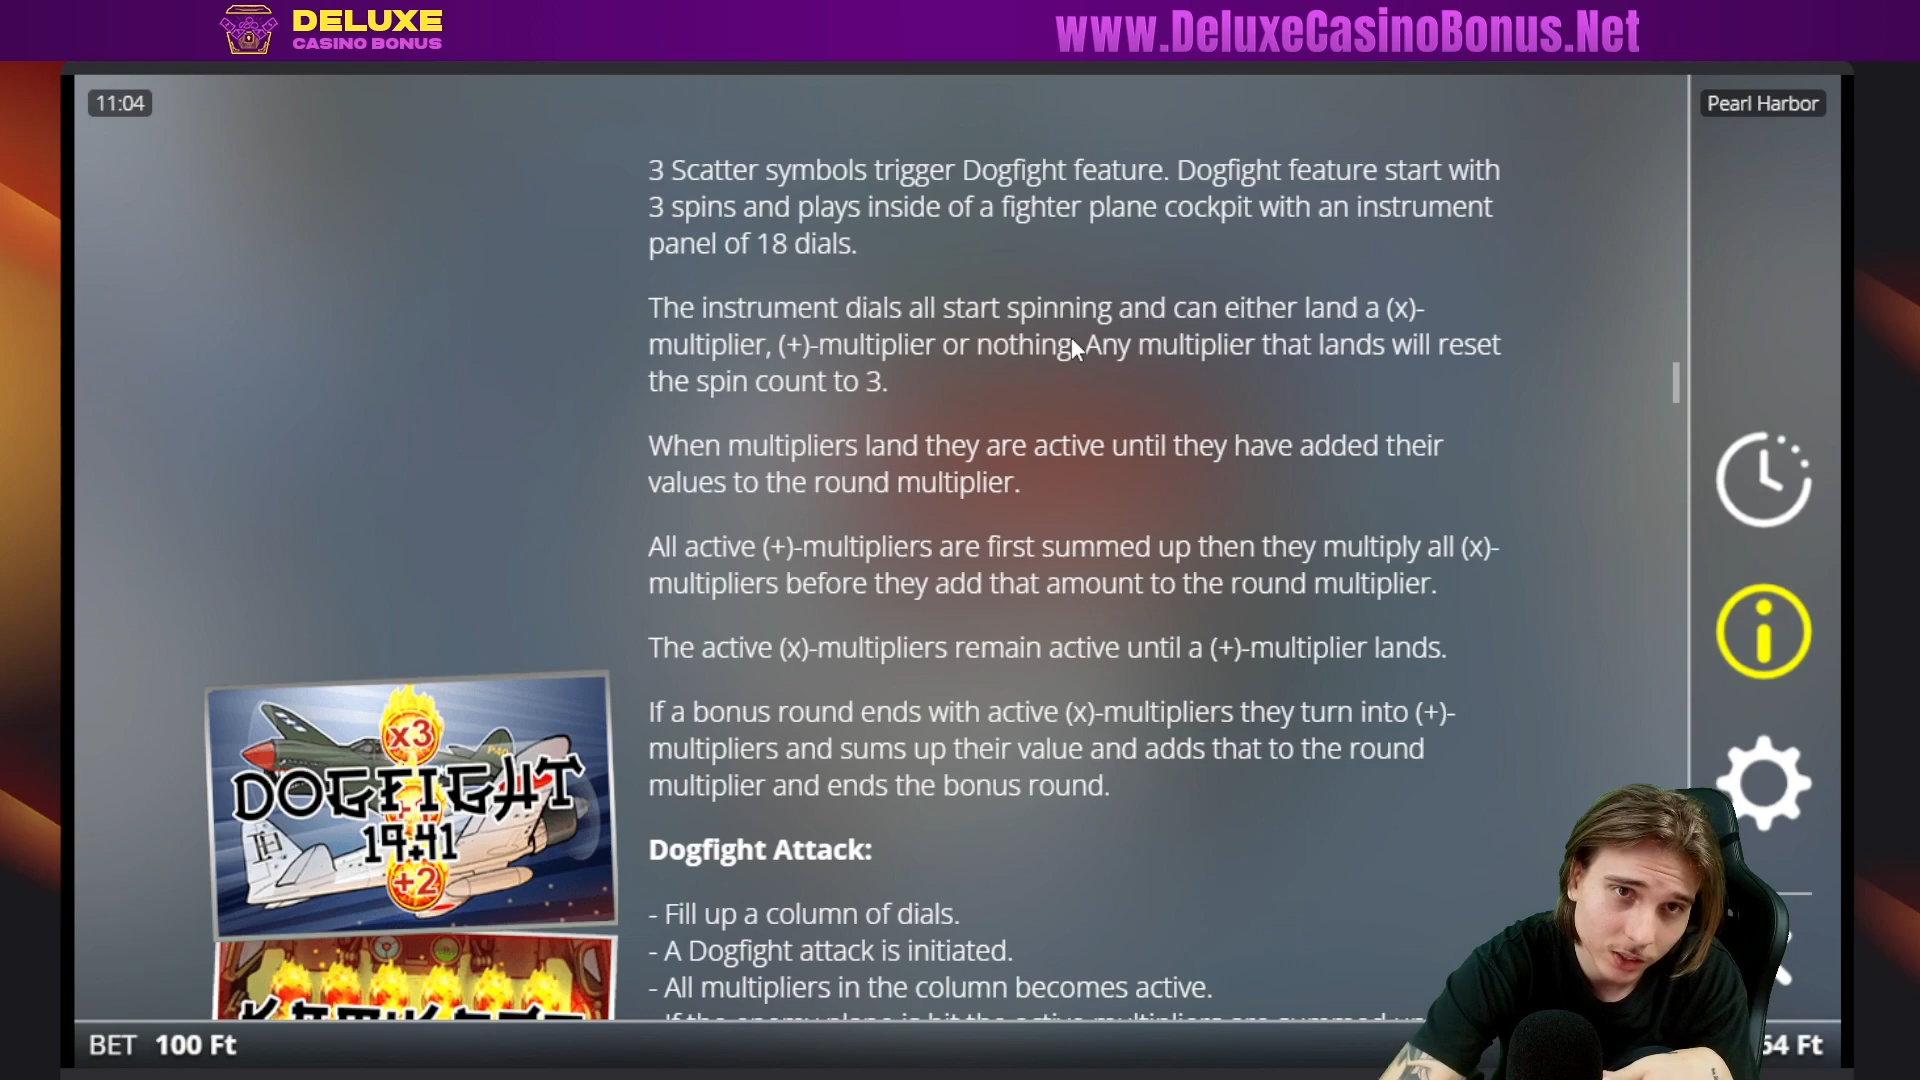 DELUXE
CASINO BONUS
www.DeluxeCasinoBonus.Net
11:04
Pearl Harbor
3 Scatter symbols trigger Dogfight feature. Dogfight feature start with
3 spins and plays inside of a fighter plane cockpit with an instrument
panel of 18 dials.
The instrument dials all start spinning and can either land a (x)-
multiplier, (+)-multiplier or nothing. Any multiplier that lands will reset
the spin count to 3.
When multipliers land they are active until they have added their
values to the round multiplier.
All active (+)-multipliers are first summed up then they multiply all (x)-
multipliers before they add that amount to the round multiplier.
The active (x)-multipliers remain active until a (+)-multiplier lands.
If a bonus round ends with active (x)-multipliers they turn into (+)-
multipliers and sums up their value and adds that to the round
multiplier and ends the bonus round.
x3
P40
DOGFIGHT
1941
+2
Dogfight Attack:
- Fill up a column of dials.
- A Dogfight attack is initiated.
- All multipliers in the column becomes active.
BET 100 Ft
54 Ft